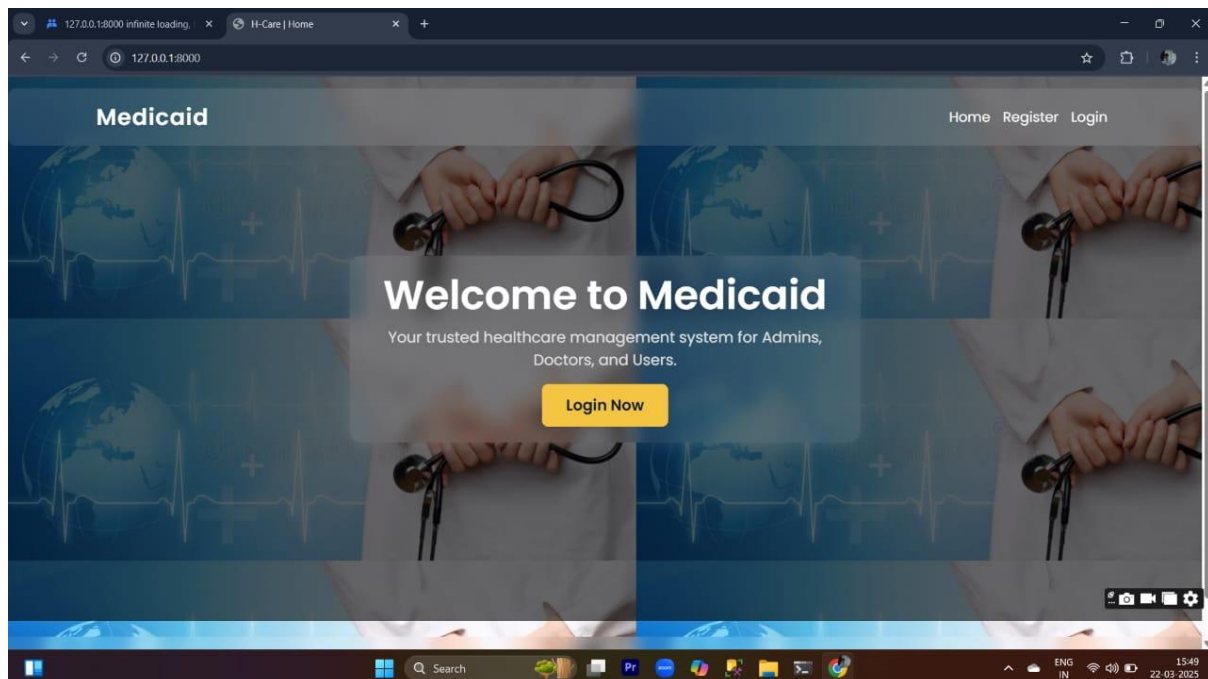 127.0.0.1:8000 infinite loading.
H-Care | Home
127.0.0.1:8000
Medicaid
Home Register Login
Welcome to Medicaid
Your trusted healthcare management system for Admins,
Doctors, and Users.
Login Now
Search
Pr
zoom
ENG
IN
15:49
22-03-2025